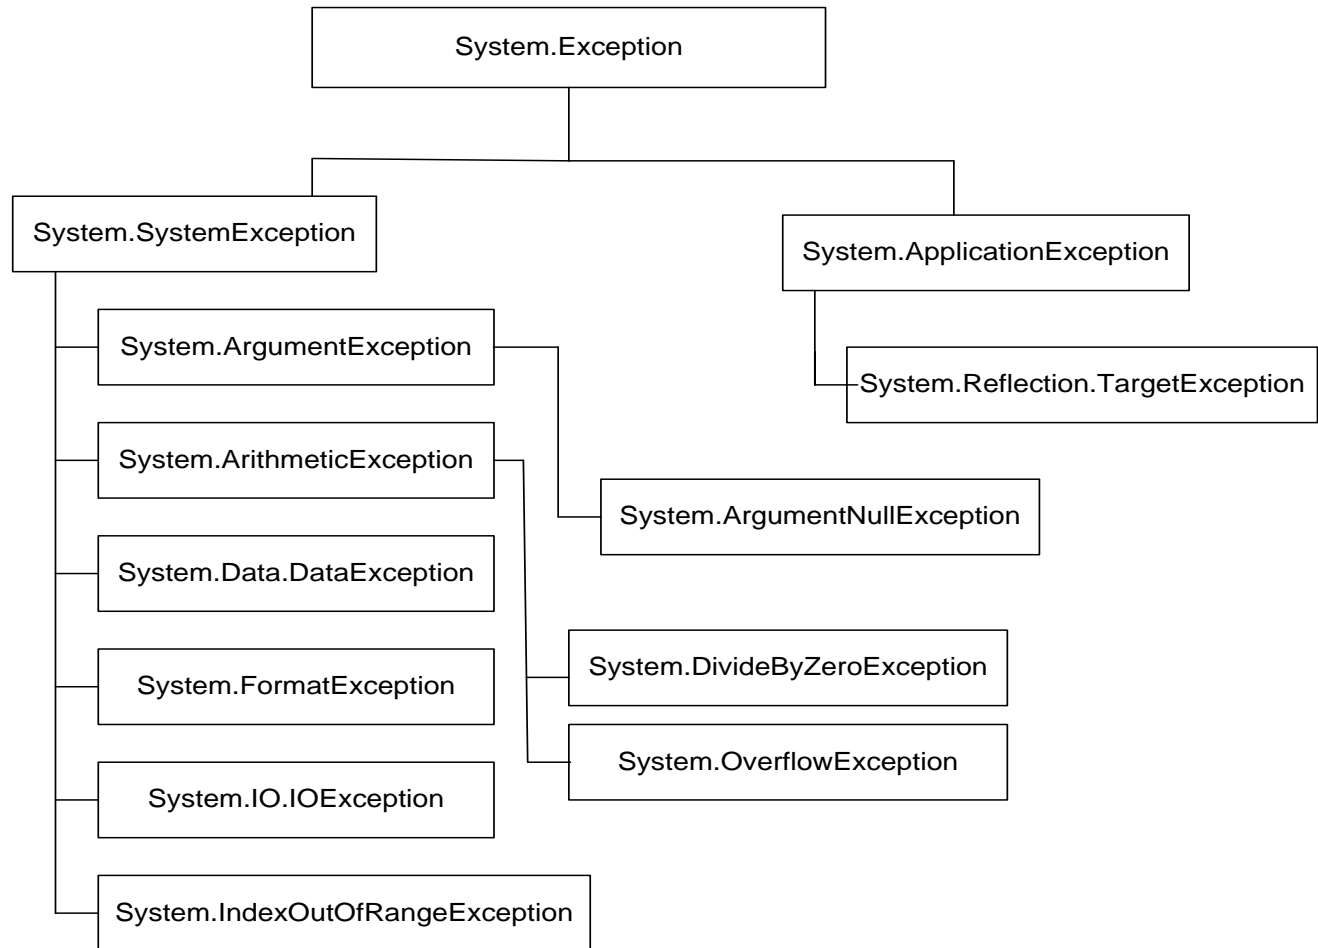 System.Exception
System.SystemException
System.ApplicationException
System.ArgumentException
System.Reflection.TargetException
System.ArithmeticException
System.ArgumentNullException
System.Data.DataException
System.DivideByZeroException
System.FormatException
System.OverflowException
System.IO.IOException
System.IndexOutOfRangeException